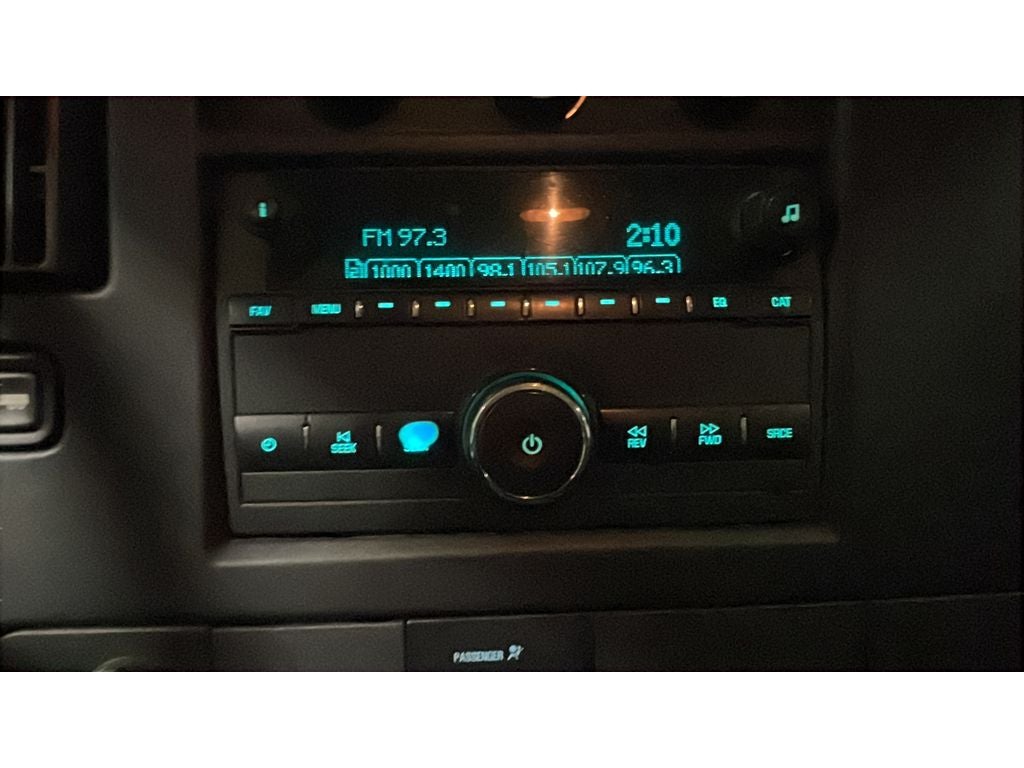 FM 97.3 2:10
1000 1400 98.1 105.1 107.9 96.3
FAV MENU EQ CAT
SEEK REV FWD SRCE
PASSENGER